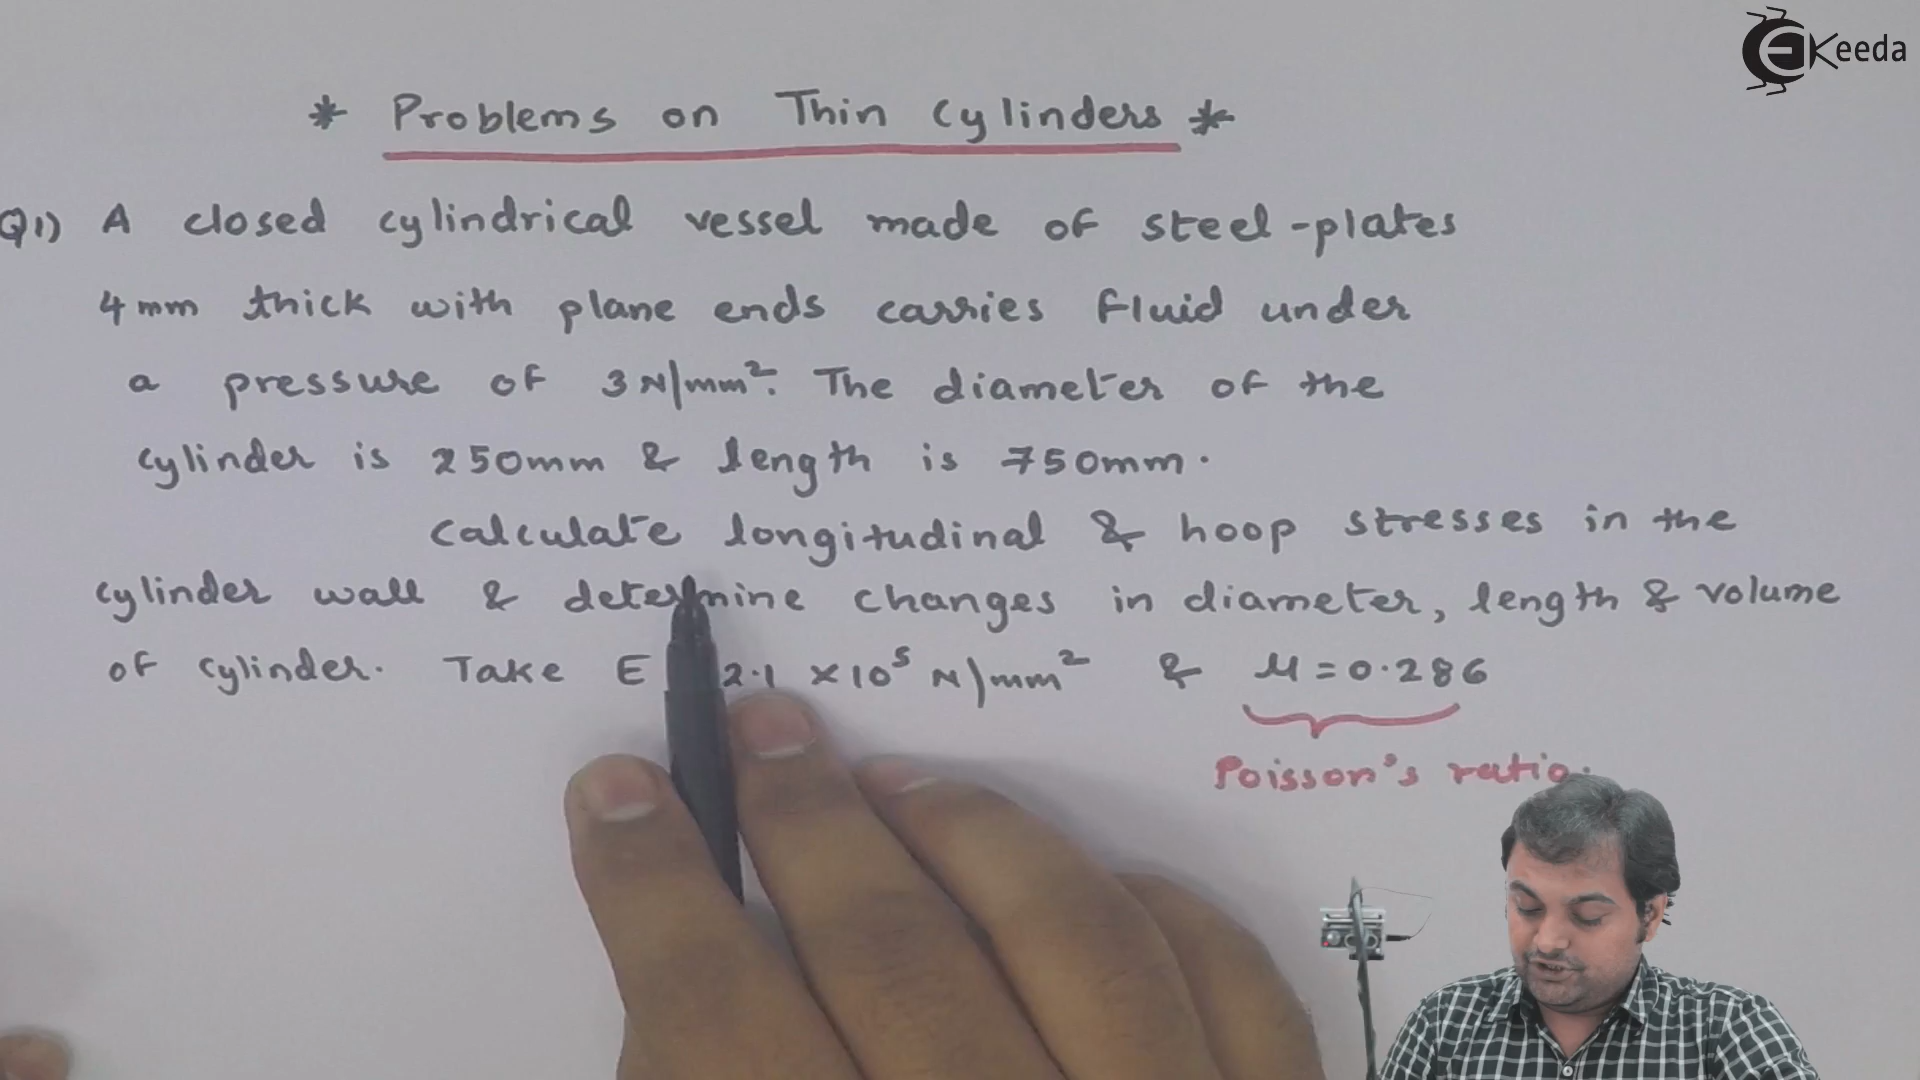 EKeeda
* Problems on Thin Cylinders *
Q1) A closed cylindrical vessel made of steel-plates
4mm thick with plane ends carries fluid under
a pressure of 3N/mm². The diameter of the
cylinder is 250mm & length is 750mm.
Calculate longitudinal & hoop stresses in the
cylinder wall & determine changes in diameter, length & volume
of cylinder. Take E 2.1 ×10⁵ N/mm² & μ = 0.286
Poisson's ratio.